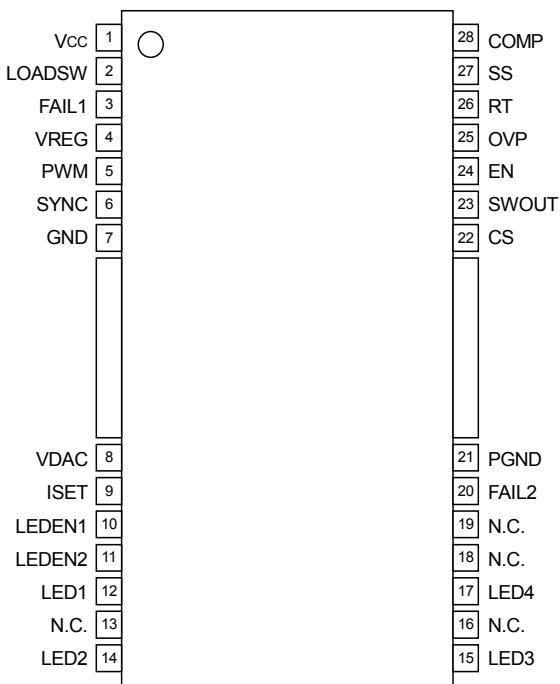 Vcc 1 28 COMP
LOADSW 2 27 SS
FAIL1 3 26 RT
VREG 4 25 OVP
PWM 5 24 EN
SYNC 6 23 SWOUT
GND 7 22 CS
VDAC 8 21 PGND
ISET 9 20 FAIL2
LEDEN1 10 19 N.C.
LEDEN2 11 18 N.C.
LED1 12 17 LED4
N.C. 13 16 N.C.
LED2 14 15 LED3